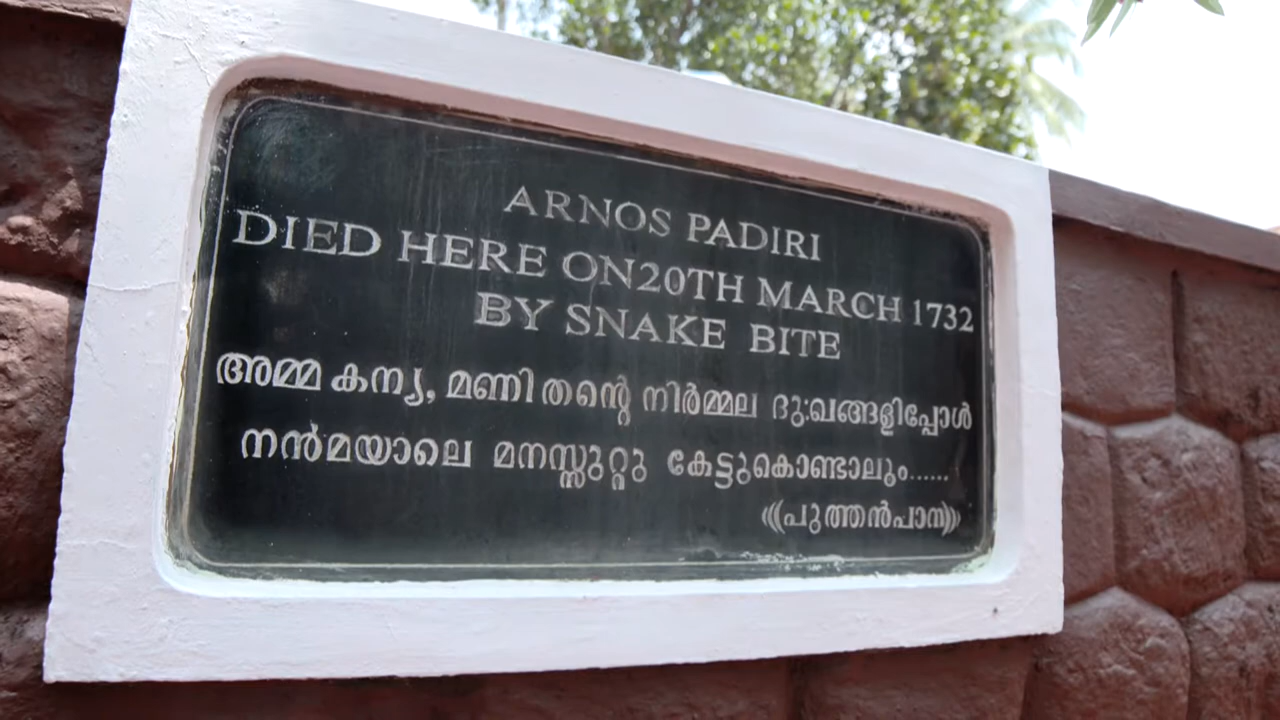 ARNOS PADIRI
DIED HERE ON20TH MARCH 1732
BY SNAKE BITE
അമ്മ കന്യ, മണി തന്റെ നിർമ്മല ദു:ഖങ്ങളിപ്പോൾ
നൻമയാലെ മനസ്സുറ്റു കേട്ടുകൊണ്ടാലും......
((പുത്തൻപാന))